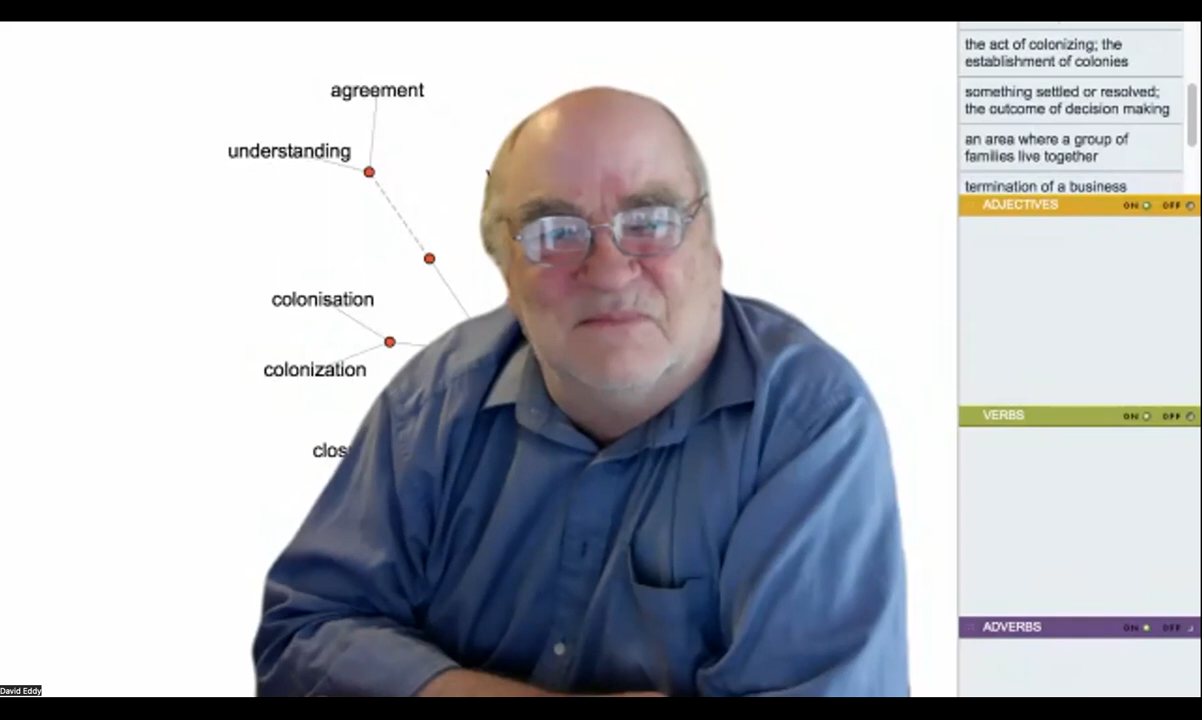 agreement
understanding
colonisation
colonization
clos
the act of colonizing; the
establishment of colonies
something settled or resolved;
the outcome of decision making
an area where a group of
families live together
termination of a business
ADJECTIVES ON OFF
VERBS ON OFF
ADVERBS ON OFF
David Eddy